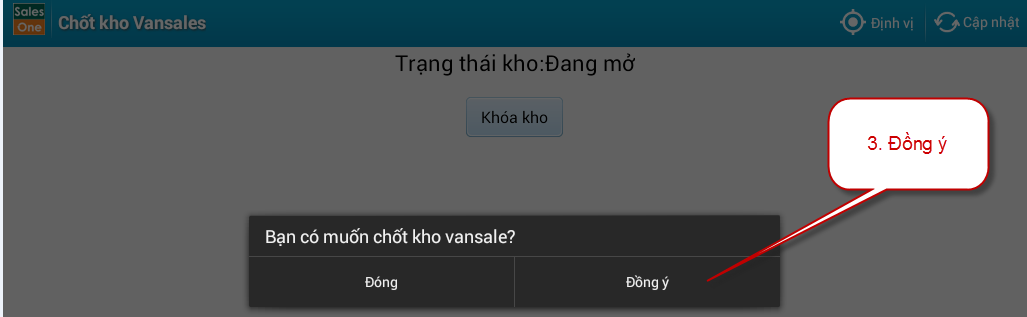 Sales
One
Chốt kho Vansales
Định vị
Cập nhật
Trạng thái kho:Đang mở
Khóa kho
3. Đồng ý
Bạn có muốn chốt kho vansale?
Đóng
Đồng ý